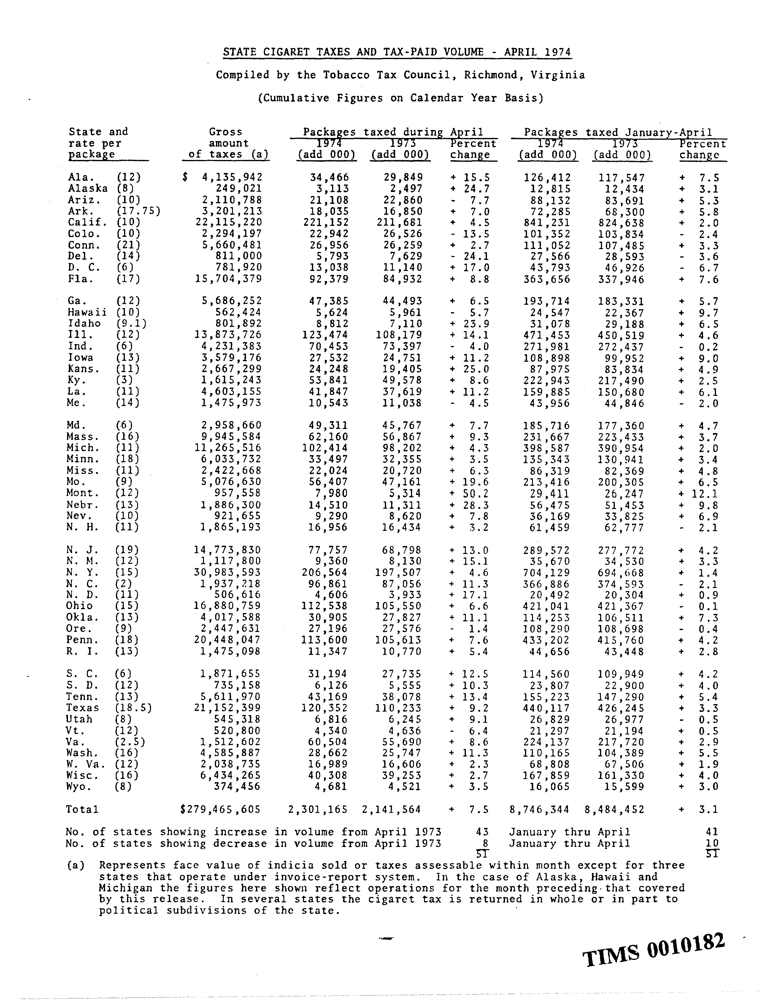 STATE CIGARET TAXES AND TAX-PAID VOLUME - APRIL 1974
Compiled by the Tobacco Tax Council, Richmond, Virginia
(Cumulative Figures on Calendar Year Basis)
State and Gross Packages taxed during April Packages taxed January-April
rate per amount 1974 1973 Percent 1974 1973 Percent
package of taxes (a) (add 000) (add 000) change (add 000) (add 000) change
Ala. (12) $ 4,135,942 34,466 29,849 + 15.5 126,412 117,547 + 7.5
Alaska (8) 249,021 3,113 2,497 + 24.7 12,815 12,434 + 3.1
Ariz. (10) 2,110,788 21,108 22,860 - 7.7 88,132 83,691 + 5.3
Ark. (17.75) 3,201,213 18,035 16,850 + 7.0 72,285 68,300 + 5.8
Calif. (10) 22,115,220 221,152 211,681 + 4.5 841,231 824,638 + 2.0
Colo. (10) 2,294,197 22,942 26,526 - 13.5 101,352 103,834 - 2.4
Conn. (21) 5,660,481 26,956 26,259 + 2.7 111,052 107,485 + 3.3
Del. (14) 811,000 5,793 7,629 - 24.1 27,566 28,593 - 3.6
D. C. (6) 781,920 13,038 11,140 + 17.0 43,793 46,926 - 6.7
Fla. (17) 15,704,379 92,379 84,932 + 8.8 363,656 337,946 + 7.6
Ga. (12) 5,686,252 47,385 44,493 + 6.5 193,714 183,331 + 5.7
Hawaii (10) 562,424 5,624 5,961 - 5.7 24,547 22,367 + 9.7
Idaho (9.1) 801,892 8,812 7,110 + 23.9 31,078 29,188 + 6.5
Ill. (12) 13,873,726 123,474 108,179 + 14.1 471,453 450,519 + 4.6
Ind. (6) 4,231,383 70,453 73,397 - 4.0 271,981 272,437 - 0.2
Iowa (13) 3,579,176 27,532 24,751 + 11.2 108,898 99,952 + 9.0
Kans. (11) 2,667,299 24,248 19,405 + 25.0 87,975 83,834 + 4.9
Ky. (3) 1,615,243 53,841 49,578 + 8.6 222,943 217,490 + 2.5
La. (11) 4,603,155 41,847 37,619 + 11.2 159,885 150,680 + 6.1
Me. (14) 1,475,973 10,543 11,038 - 4.5 43,956 44,846 - 2.0
Md. (6) 2,958,660 49,311 45,767 + 7.7 185,716 177,360 + 4.7
Mass. (16) 9,945,584 62,160 56,867 + 9.3 231,667 223,433 + 3.7
Mich. (11) 11,265,516 102,414 98,202 + 4.3 398,587 390,954 + 2.0
Minn. (18) 6,033,732 33,497 32,355 + 3.5 135,343 130,941 + 3.4
Miss. (11) 2,422,668 22,024 20,720 + 6.3 86,319 82,369 + 4.8
Mo. (9) 5,076,630 56,407 47,161 + 19.6 213,416 200,305 + 6.5
Mont. (12) 957,558 7,980 5,314 + 50.2 29,411 26,247 + 12.1
Nebr. (13) 1,886,300 14,510 11,311 + 28.3 56,475 51,453 + 9.8
Nev. (10) 921,655 9,290 8,620 + 7.8 36,169 33,825 + 6.9
N. H. (11) 1,865,193 16,956 16,434 + 3.2 61,459 62,777 - 2.1
N. J. (19) 14,773,830 77,757 68,798 + 13.0 289,572 277,772 + 4.2
N. M. (12) 1,117,800 9,360 8,130 + 15.1 35,670 34,530 + 3.3
N. Y. (15) 30,983,593 206,564 197,507 + 4.6 704,129 694,668 + 1.4
N. C. (2) 1,937,218 96,861 87,056 + 11.3 366,886 374,593 - 2.1
N. D. (11) 506,616 4,606 3,933 + 17.1 20,492 20,304 + 0.9
Ohio (15) 16,880,759 112,538 105,550 + 6.6 421,041 421,367 - 0.1
Okla. (13) 4,017,588 30,905 27,827 + 11.1 114,253 106,511 + 7.3
Ore. (9) 2,447,631 27,196 27,576 - 1.4 108,290 108,698 - 0.4
Penn. (18) 20,448,047 113,600 105,613 + 7.6 433,202 415,760 + 4.2
R. I. (13) 1,475,098 11,347 10,770 + 5.4 44,656 43,448 + 2.8
S. C. (6) 1,871,655 31,194 27,735 + 12.5 114,560 109,949 + 4.2
S. D. (12) 735,158 6,126 5,555 + 10.3 23,807 22,900 + 4.0
Tenn. (13) 5,611,970 43,169 38,078 + 13.4 155,223 147,290 + 5.4
Texas (18.5) 21,152,399 120,352 110,233 + 9.2 440,117 426,245 + 3.3
Utah (8) 545,318 6,816 6,245 + 9.1 26,829 26,977 - 0.5
Vt. (12) 520,800 4,340 4,636 - 6.4 21,297 21,194 + 0.5
Va. (2.5) 1,512,602 60,504 55,690 + 8.6 224,137 217,720 + 2.9
Wash. (16) 4,585,887 28,662 25,747 + 11.3 110,165 104,389 + 5.5
W. Va. (12) 2,038,735 16,989 16,606 + 2.3 68,808 67,506 + 1.9
Wisc. (16) 6,434,265 40,308 39,253 + 2.7 167,859 161,330 + 4.0
Wyo. (8) 374,456 4,681 4,521 + 3.5 16,065 15,599 + 3.0
Total $279,465,605 2,301,165 2,141,564 + 7.5 8,746,344 8,484,452 + 3.1
No. of states showing increase in volume from April 1973 43 January thru April 41
No. of states showing decrease in volume from April 1973 8 January thru April 10
51 51
(a) Represents face value of indicia sold or taxes assessable within month except for three
states that operate under invoice-report system. In the case of Alaska, Hawaii and
Michigan the figures here shown reflect operations for the month preceding that covered
by this release. In several states the cigaret tax is returned in whole or in part to
political subdivisions of the state.
TIMS 0010182